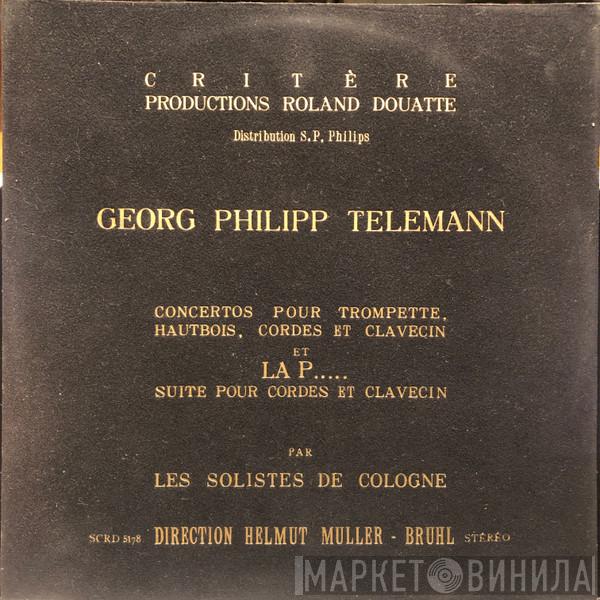 CRITÈRE
PRODUCTIONS ROLAND DOUATTE
Distribution S.P. Philips
GEORG PHILIPP TELEMANN
CONCERTOS POUR TROMPETTE,
HAUTBOIS, CORDES ET CLAVECIN
ET
LA P.....
SUITE POUR CORDES ET CLAVECIN
PAR
LES SOLISTES DE COLOGNE
SCRD 5178 DIRECTION HELMUT MULLER - BRUHL STÉRÉO
МАРКЕТ ВИНИЛА